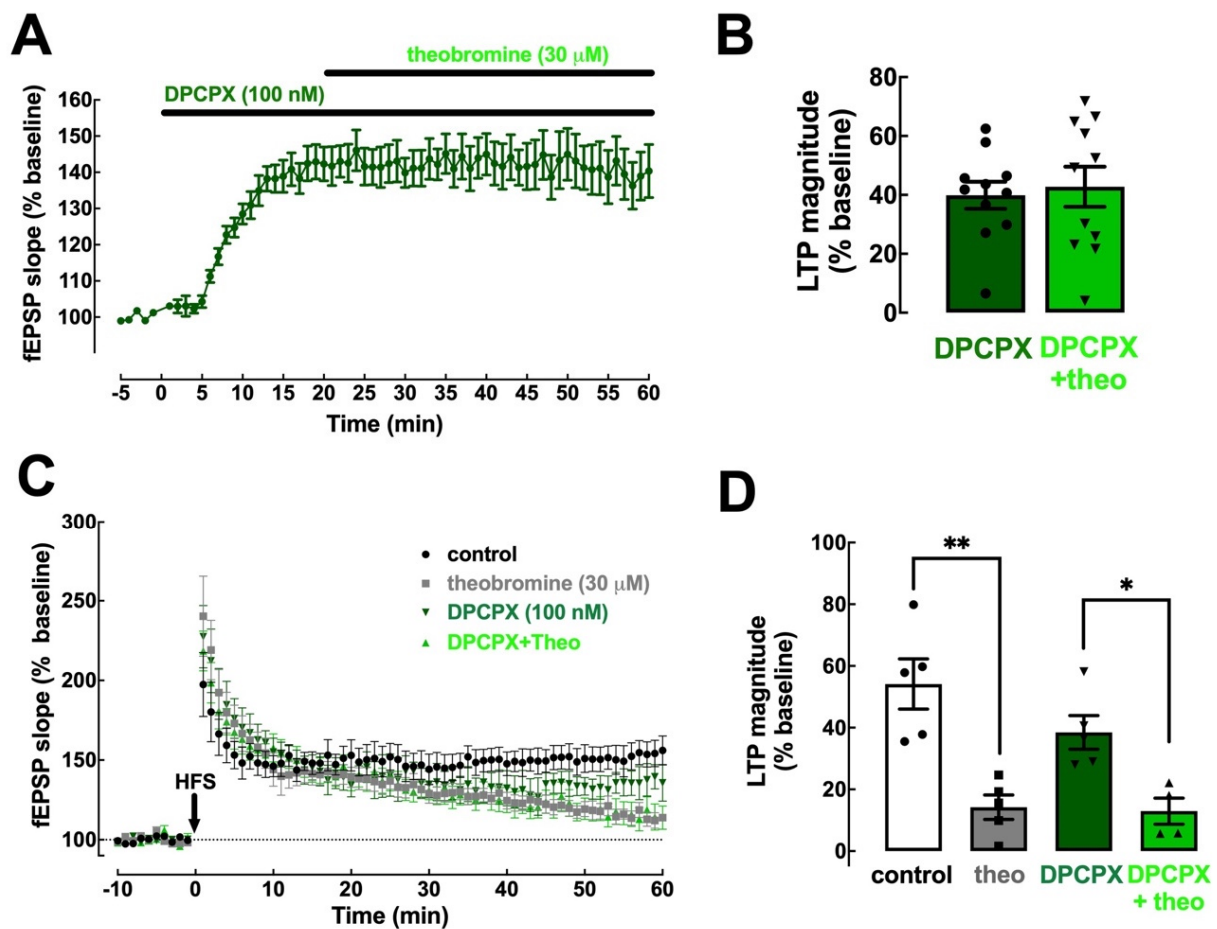 A
theobromine (30 μM)
DPCPX (100 nM)
fEPSP slope (% baseline)
160
150
140
130
120
110
100
-5 0 5 10 15 20 25 30 35 40 45 50 55 60
Time (min)
B
LTP magnitude
(% baseline)
80
60
40
20
0
DPCPX
DPCPX
+theo
C
fEPSP slope (% baseline)
300
250
200
150
100
control
theobromine (30 μM)
DPCPX (100 nM)
DPCPX+Theo
HFS
-10 0 10 20 30 40 50 60
Time (min)
D
LTP magnitude
(% baseline)
100
80
60
40
20
0
**
*
control
theo
DPCPX
DPCPX
+ theo